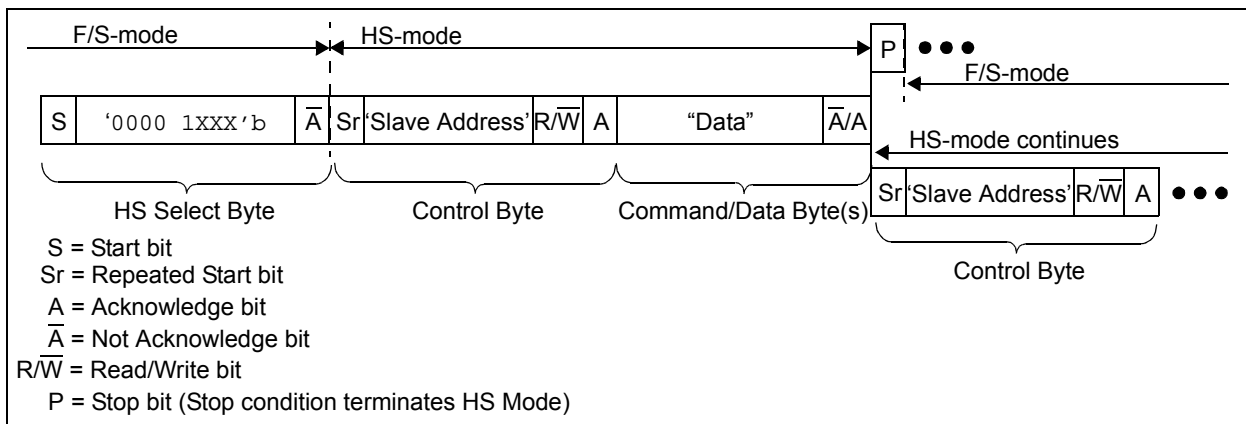 F/S-mode HS-mode P
F/S-mode
S ‘0000 1XXX’b A̅ Sr ‘Slave Address’ R/W̅ A “Data” A̅/A
HS-mode continues
Sr ‘Slave Address’ R/W̅ A
HS Select Byte Control Byte Command/Data Byte(s)
Control Byte
S = Start bit
Sr = Repeated Start bit
A = Acknowledge bit
A̅ = Not Acknowledge bit
R/W̅ = Read/Write bit
P = Stop bit (Stop condition terminates HS Mode)